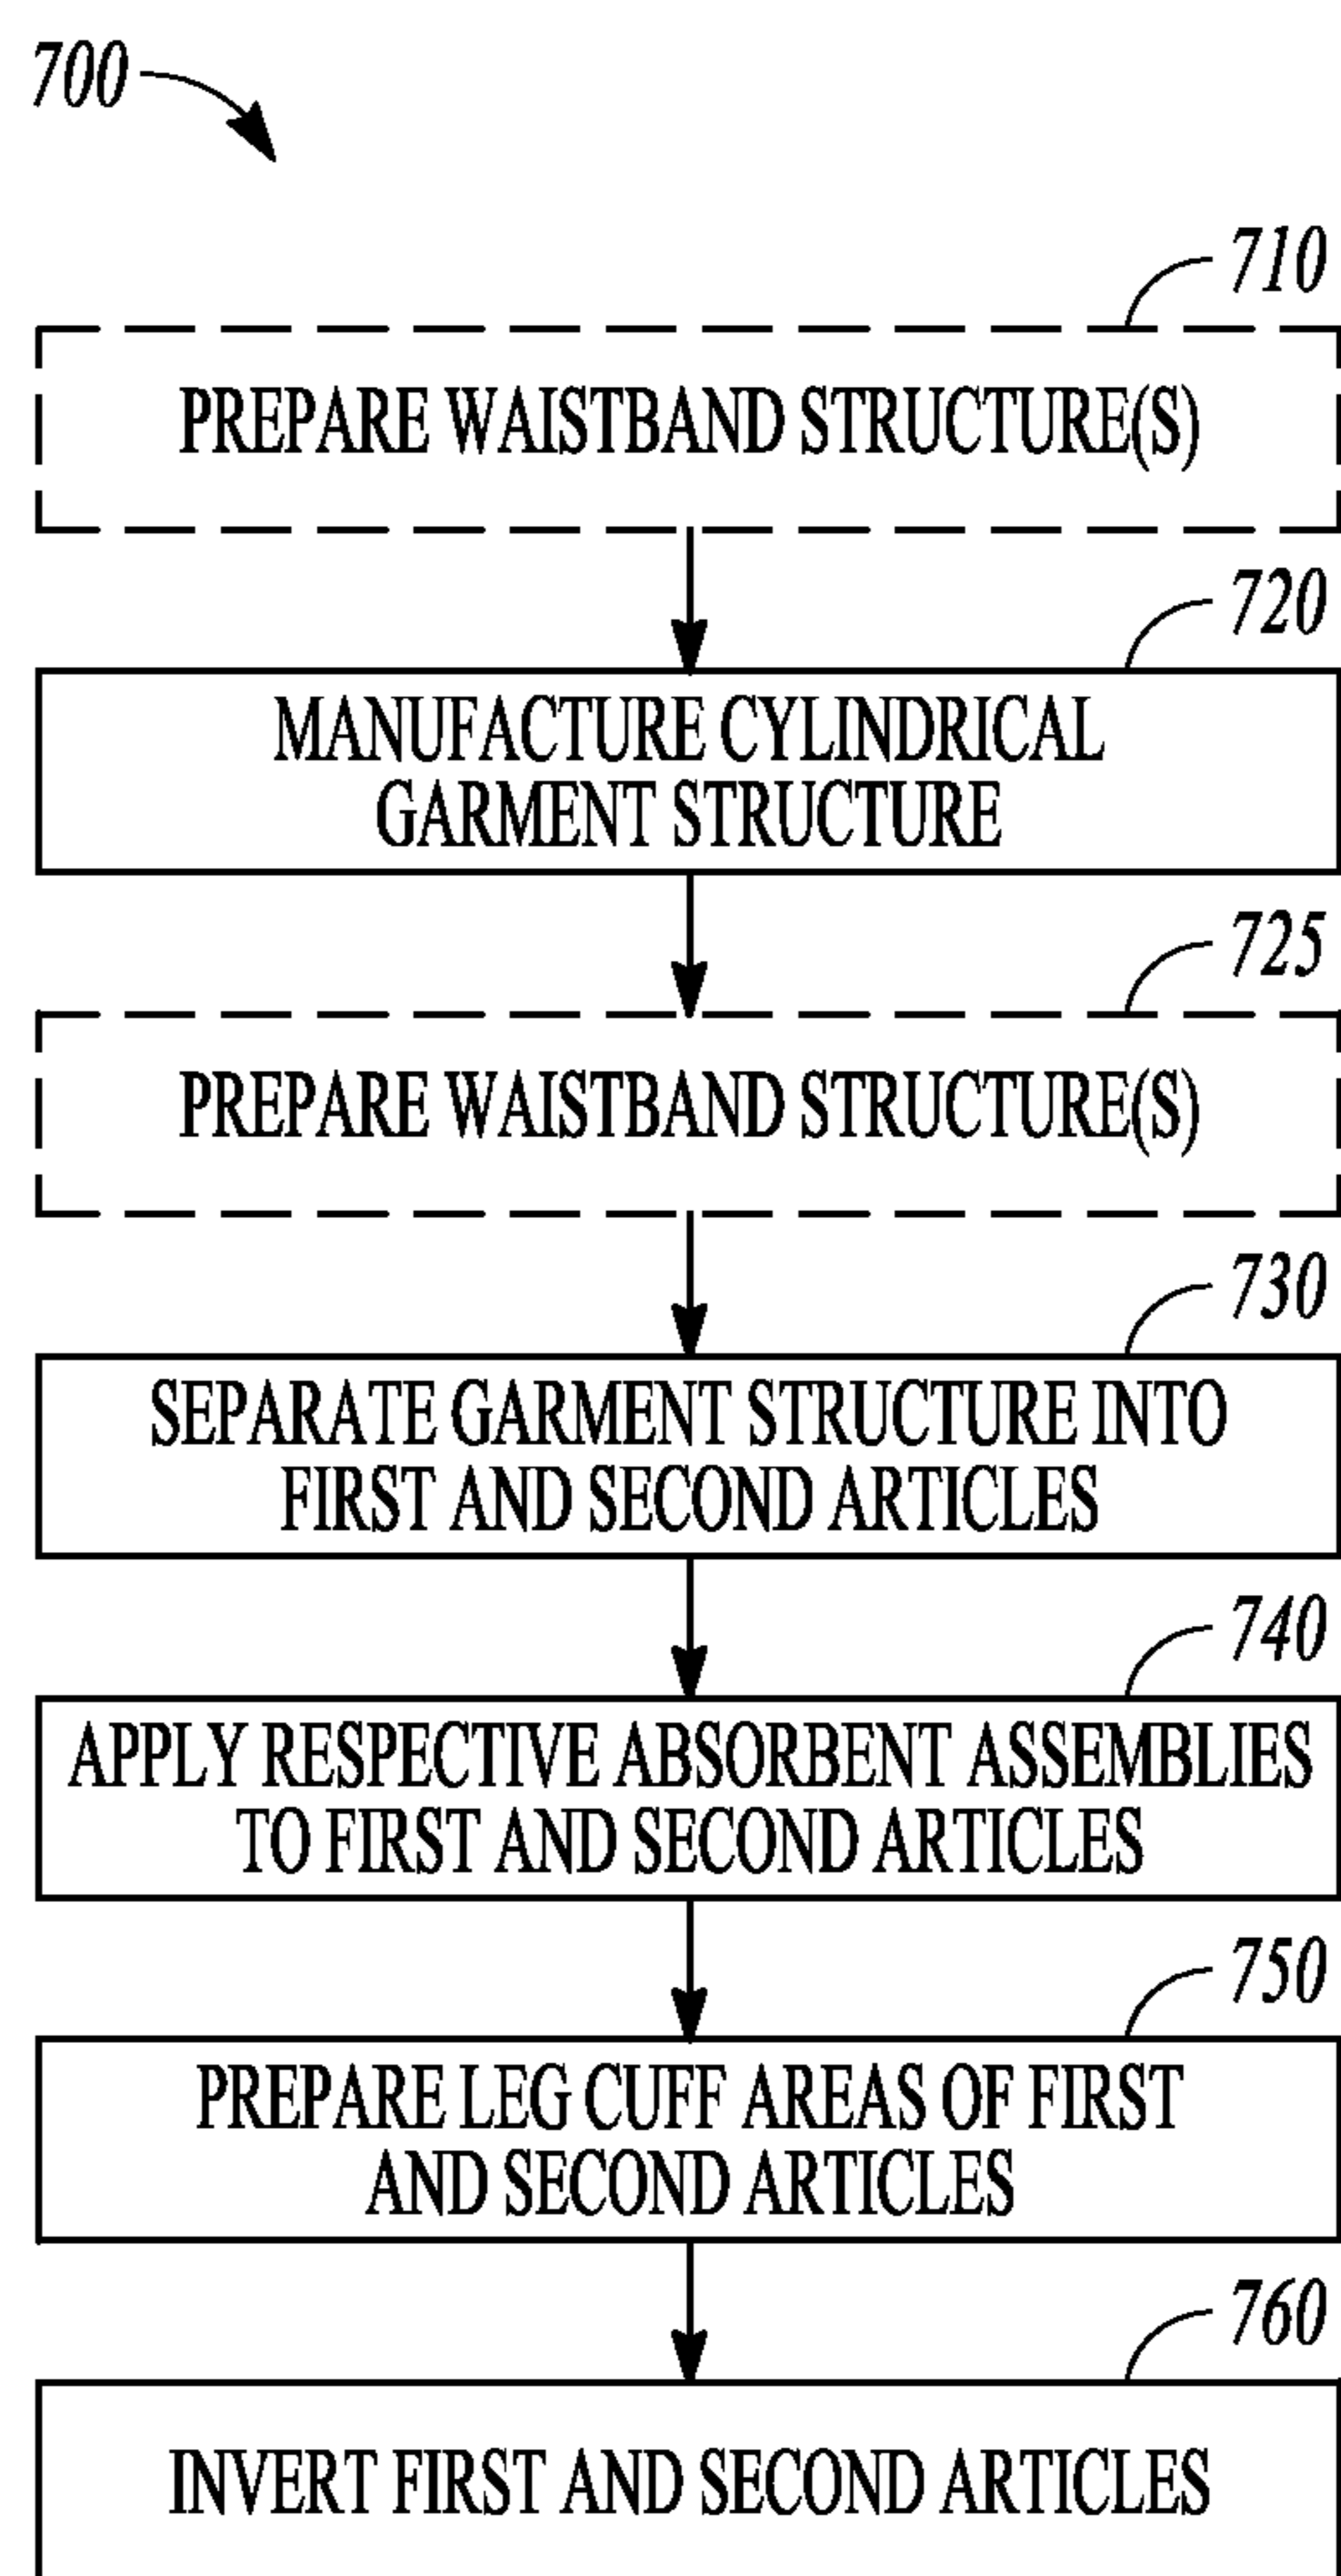 700
710
PREPARE WAISTBAND STRUCTURE(S)
720
MANUFACTURE CYLINDRICAL
GARMENT STRUCTURE
725
PREPARE WAISTBAND STRUCTURE(S)
730
SEPARATE GARMENT STRUCTURE INTO
FIRST AND SECOND ARTICLES
740
APPLY RESPECTIVE ABSORBENT ASSEMBLIES
TO FIRST AND SECOND ARTICLES
750
PREPARE LEG CUFF AREAS OF FIRST
AND SECOND ARTICLES
760
INVERT FIRST AND SECOND ARTICLES